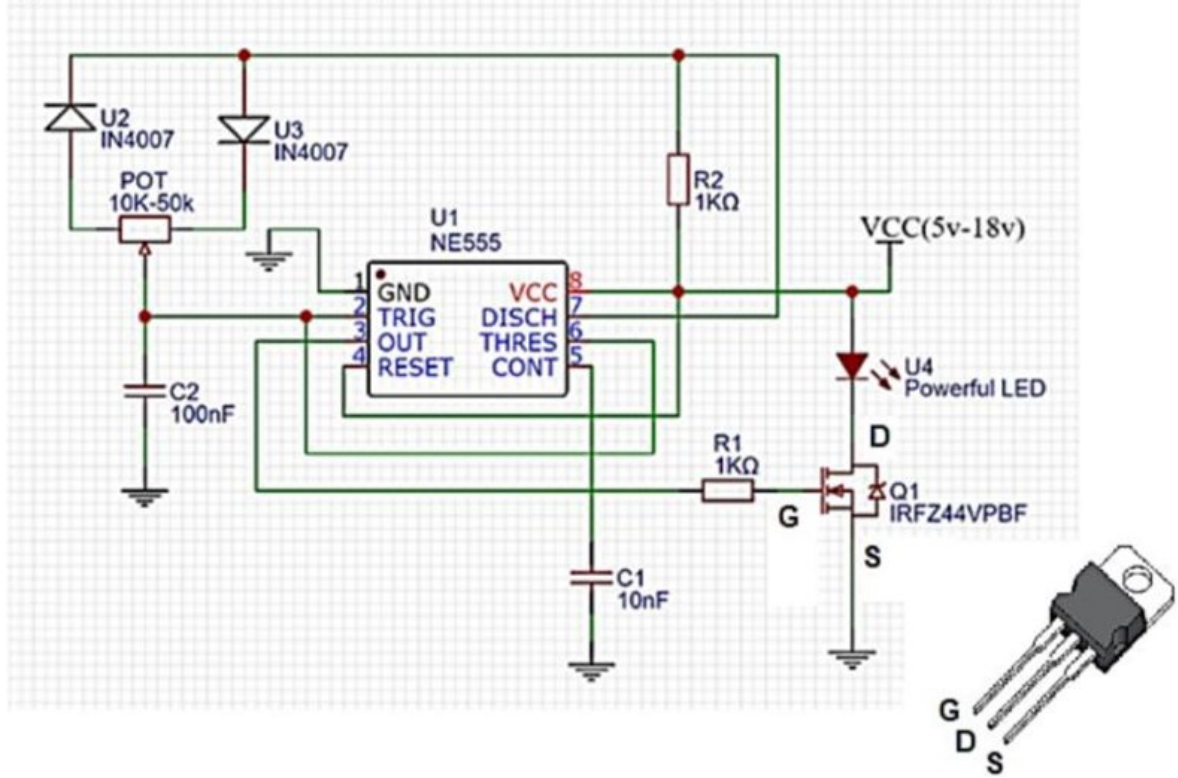 U2
IN4007
U3
IN4007
POT
10K-50k
R2
1KΩ
U1
NE555
VCC(5v-18v)
1 GND
VCC 8
2 TRIG
DISCH 7
3 OUT
THRES 6
4 RESET
CONT 5
U4
Powerful LED
C2
100nF
D
R1
1KΩ
G
Q1
IRFZ44VPBF
S
C1
10nF
G
D
S